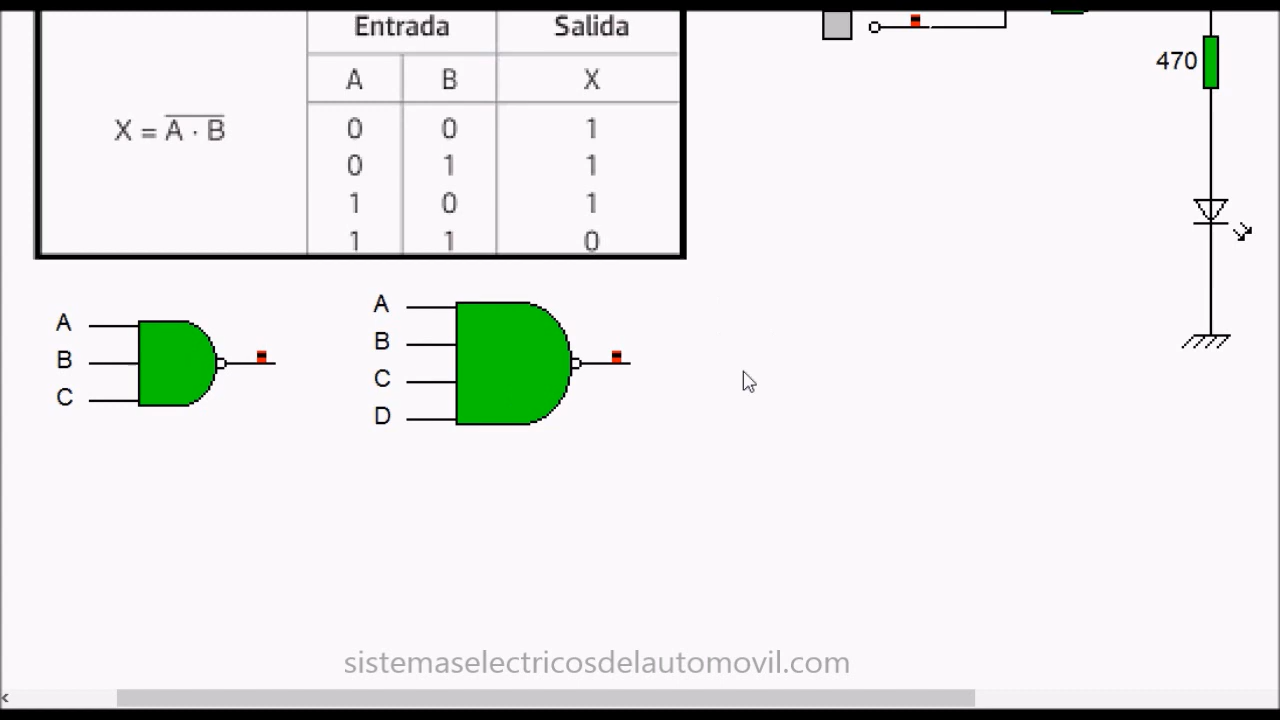 Entrada Salida
A B X
X = A̅ ̅·̅ ̅B̅
0 0 1
0 1 1
1 0 1
1 1 0
470
A
B
C
A
B
C
D
sistemaselectricosdelautomovil.com